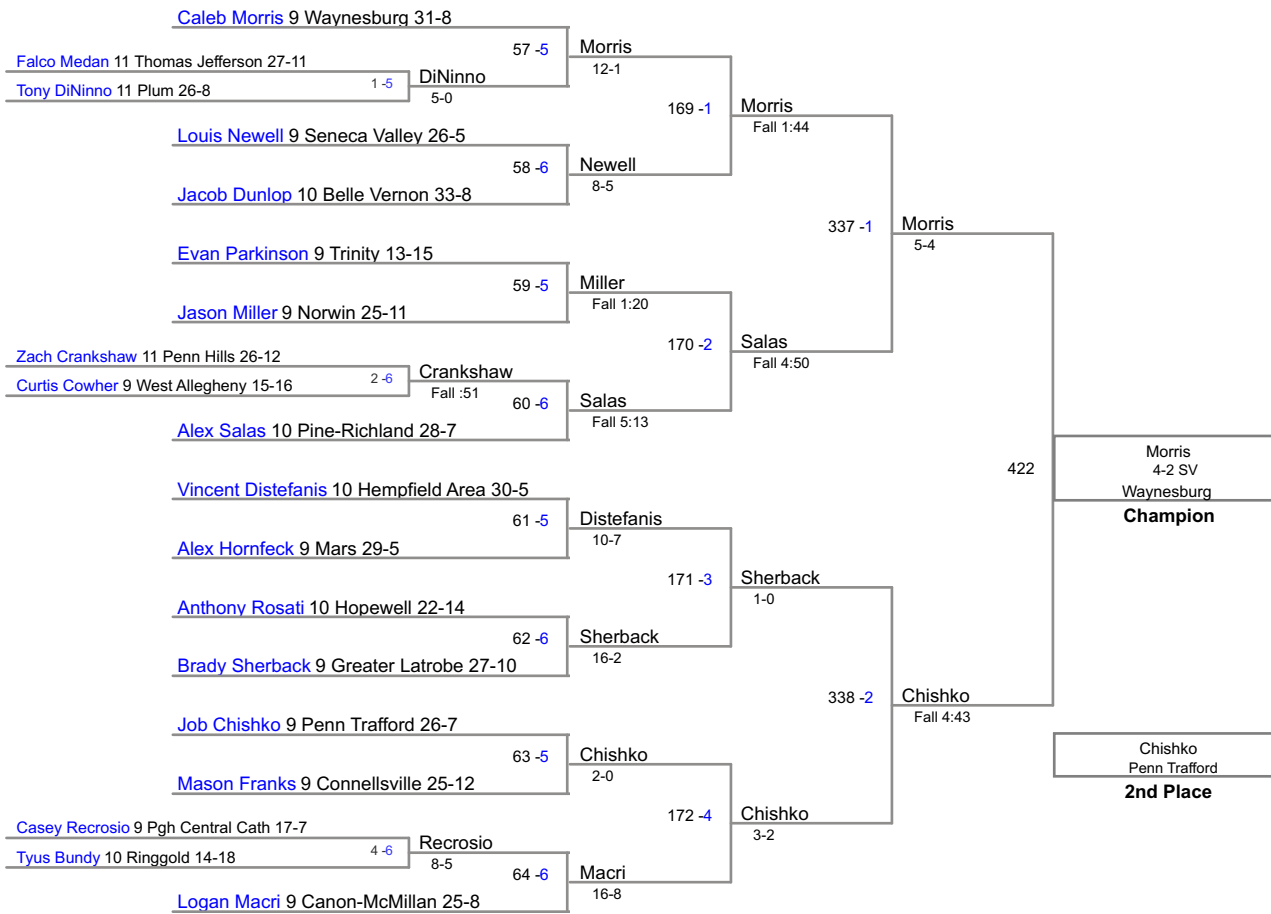 Caleb Morris 9 Waynesburg 31-8
57 -5
Morris
12-1
Falco Medan 11 Thomas Jefferson 27-11
1 -5
DiNinno
5-0
Tony DiNinno 11 Plum 26-8
169 -1
Morris
Fall 1:44
Louis Newell 9 Seneca Valley 26-5
58 -6
Newell
8-5
Jacob Dunlop 10 Belle Vernon 33-8
337 -1
Morris
5-4
Evan Parkinson 9 Trinity 13-15
59 -5
Miller
Fall 1:20
Jason Miller 9 Norwin 25-11
170 -2
Salas
Fall 4:50
Zach Crankshaw 11 Penn Hills 26-12
2 -6
Crankshaw
Fall :51
Curtis Cowher 9 West Allegheny 15-16
60 -6
Salas
Fall 5:13
Alex Salas 10 Pine-Richland 28-7
422
Morris
4-2 SV
Waynesburg
Champion
Vincent Distefanis 10 Hempfield Area 30-5
61 -5
Distefanis
10-7
Alex Hornfeck 9 Mars 29-5
171 -3
Sherback
1-0
Anthony Rosati 10 Hopewell 22-14
62 -6
Sherback
16-2
Brady Sherback 9 Greater Latrobe 27-10
338 -2
Chishko
Fall 4:43
Job Chishko 9 Penn Trafford 26-7
63 -5
Chishko
2-0
Mason Franks 9 Connellsville 25-12
Chishko
Penn Trafford
2nd Place
172 -4
Chishko
3-2
Casey Recrosio 9 Pgh Central Cath 17-7
4 -6
Recrosio
8-5
Tyus Bundy 10 Ringgold 14-18
64 -6
Macri
16-8
Logan Macri 9 Canon-McMillan 25-8